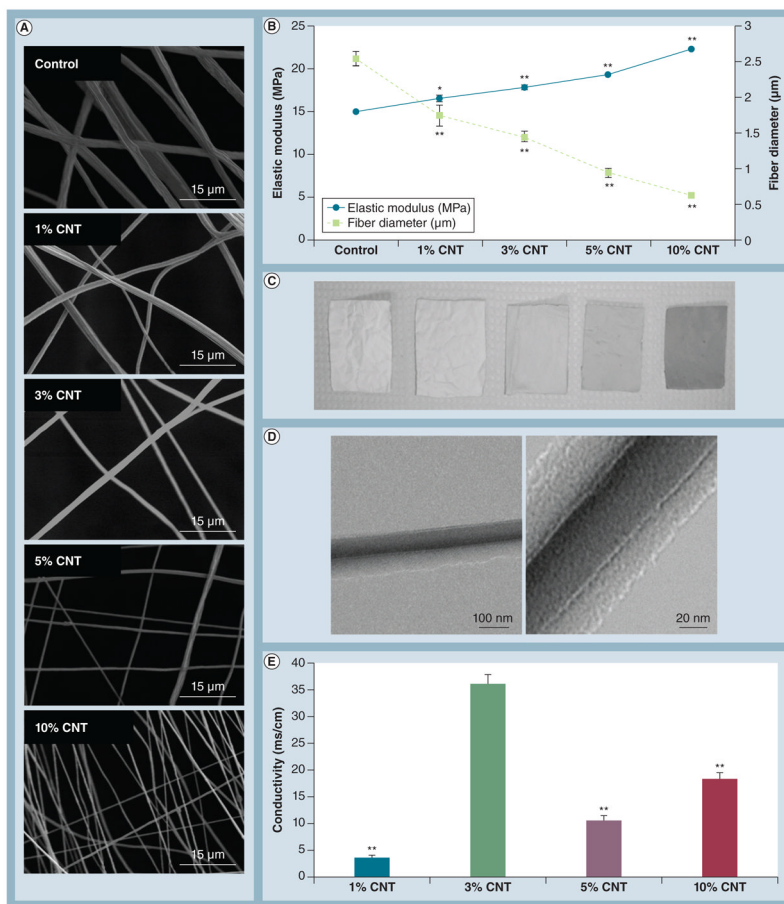 A
Control
15 µm
1% CNT
15 µm
3% CNT
15 µm
5% CNT
15 µm
10% CNT
15 µm
B
Elastic modulus (MPa)
25
20
15
10
5
0
** 
* ** ** **
** ** ** **
Elastic modulus (MPa)
Fiber diameter (µm)
Control 1% CNT 3% CNT 5% CNT 10% CNT
3
2.5
2
1.5
1
0.5
0
Fiber diameter (µm)
C
D
100 nm
20 nm
E
Conductivity (ms/cm)
40
35
30
25
20
15
10
5
0
** ** **
1% CNT 3% CNT 5% CNT 10% CNT